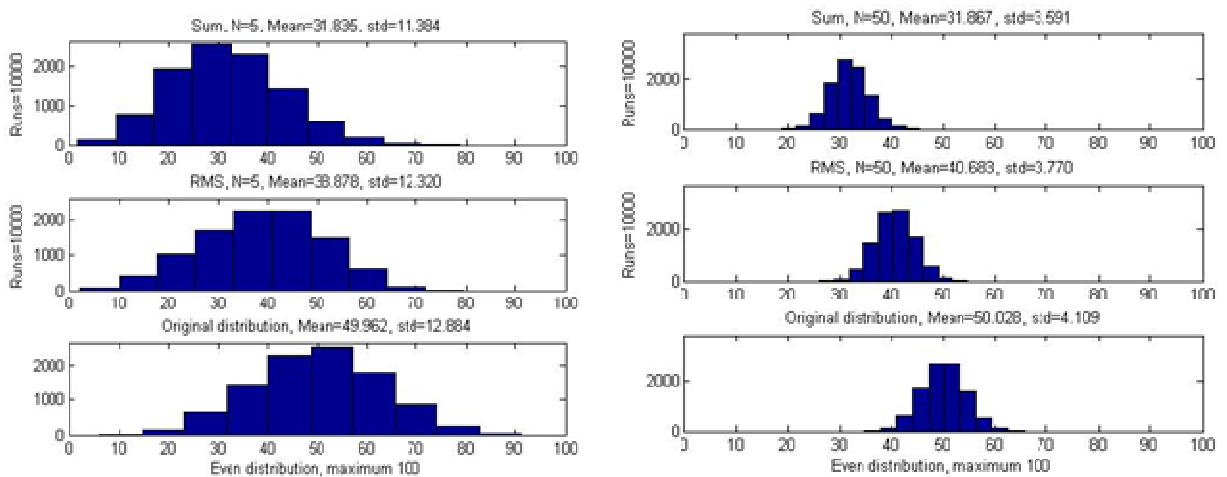 Sum, N=5, Mean=31.835, std=11.384
Runs=10000
2000
1000
0
0 10 20 30 40 50 60 70 80 90 100
RMS, N=5, Mean=38.878, std=12.320
Runs=10000
2000
1000
0
0 10 20 30 40 50 60 70 80 90 100
Original distribution, Mean=49.962, std=12.884
2000
1000
0
0 10 20 30 40 50 60 70 80 90 100
Even distribution, maximum 100
Sum, N=50, Mean=31.867, std=3.591
Runs=10000
2000
0
0 10 20 30 40 50 60 70 80 90 100
RMS, N=50, Mean=40.683, std=3.770
Runs=10000
2000
0
0 10 20 30 40 50 60 70 80 90 100
Original distribution, Mean=50.028, std=4.109
2000
0
0 10 20 30 40 50 60 70 80 90 100
Even distribution, maximum 100